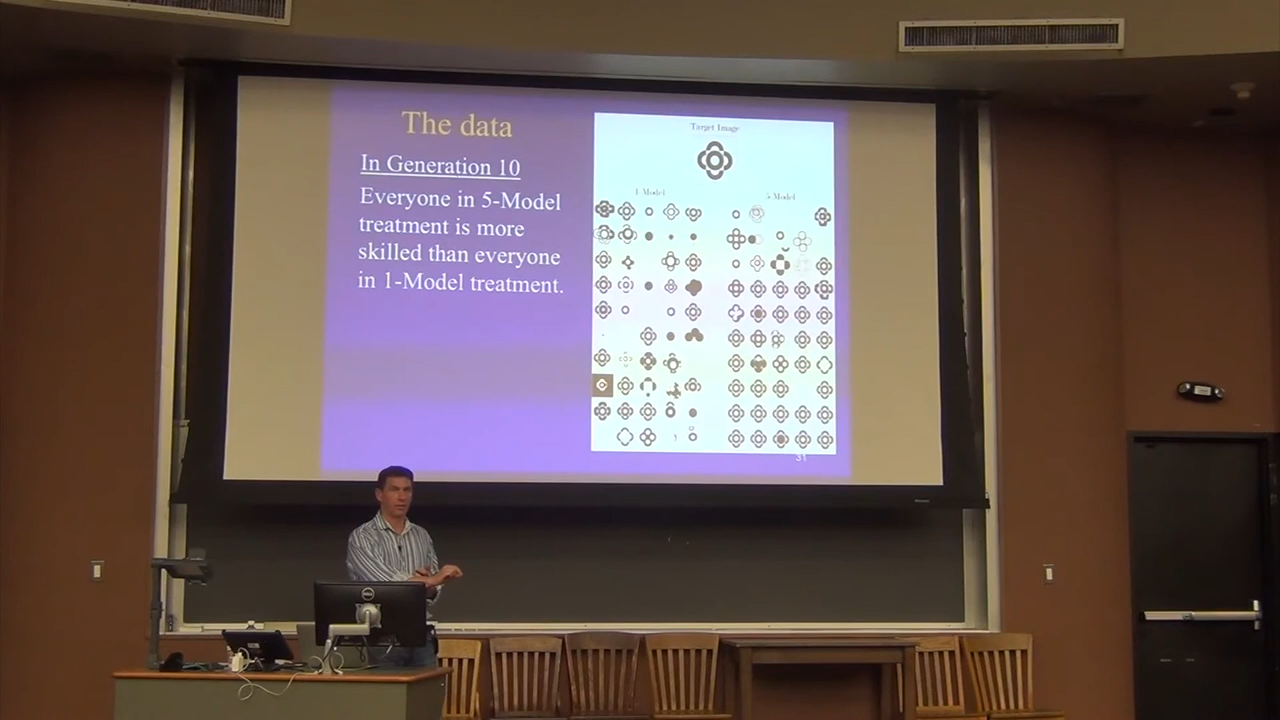 The data
In Generation 10
Everyone in 5-Model
treatment is more
skilled than everyone
in 1-Model treatment.
Target Image
1-Model
5-Model
31
DELL